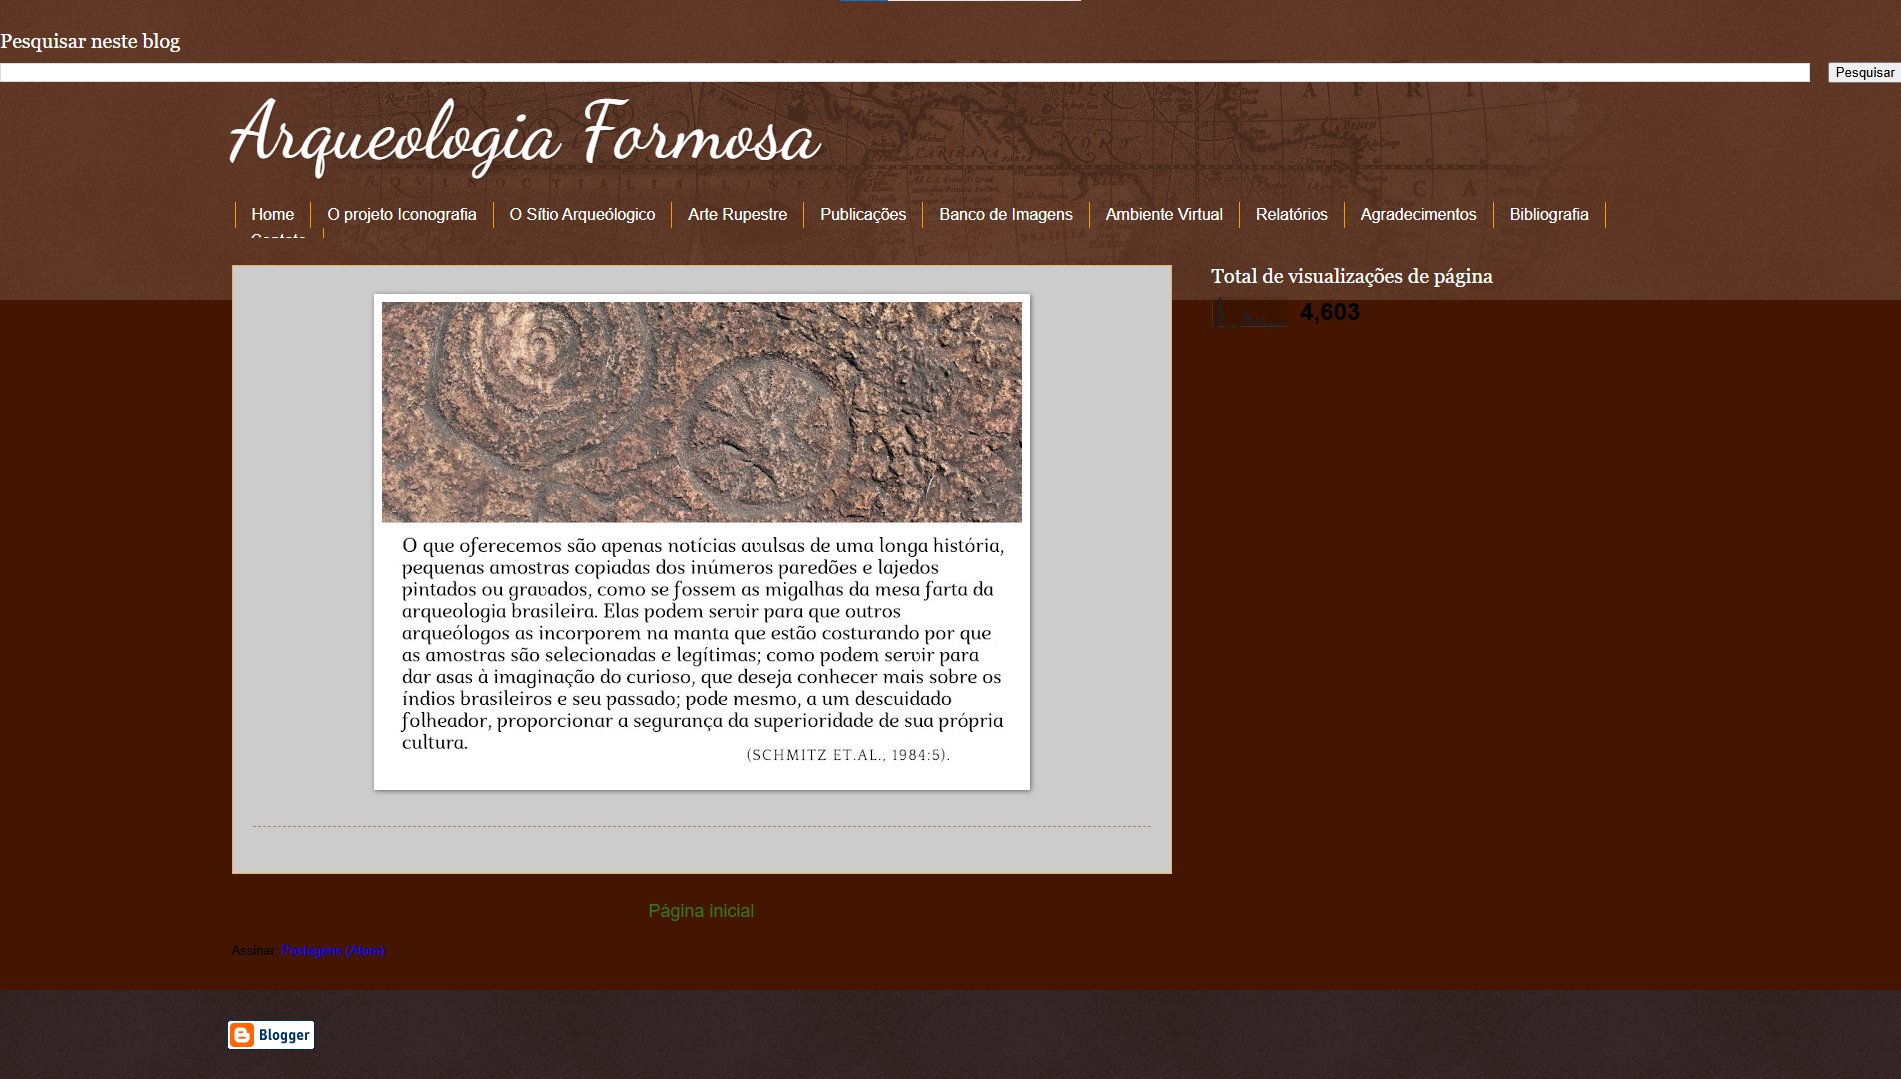 Pesquisar neste blog
Pesquisar
Arqueologia Formosa
Home O projeto Iconografia O Sítio Arqueólogico Arte Rupestre Publicações Banco de Imagens Ambiente Virtual Relatórios Agradecimentos Bibliografia
Contato
Total de visualizações de página
4,603
O que oferecemos são apenas notícias avulsas de uma longa história,
pequenas amostras copiadas dos inúmeros paredões e lajedos
pintados ou gravados, como se fossem as migalhas da mesa farta da
arqueologia brasileira. Elas podem servir para que outros
arqueólogos as incorporem na manta que estão costurando por que
as amostras são selecionadas e legítimas; como podem servir para
dar asas à imaginação do curioso, que deseja conhecer mais sobre os
índios brasileiros e seu passado; pode mesmo, a um descuidado
folheador, proporcionar a segurança da superioridade de sua própria
cultura.
(SCHMITZ ET.AL., 1984:5).
Página inicial
Assinar: Postagens (Atom)
Blogger